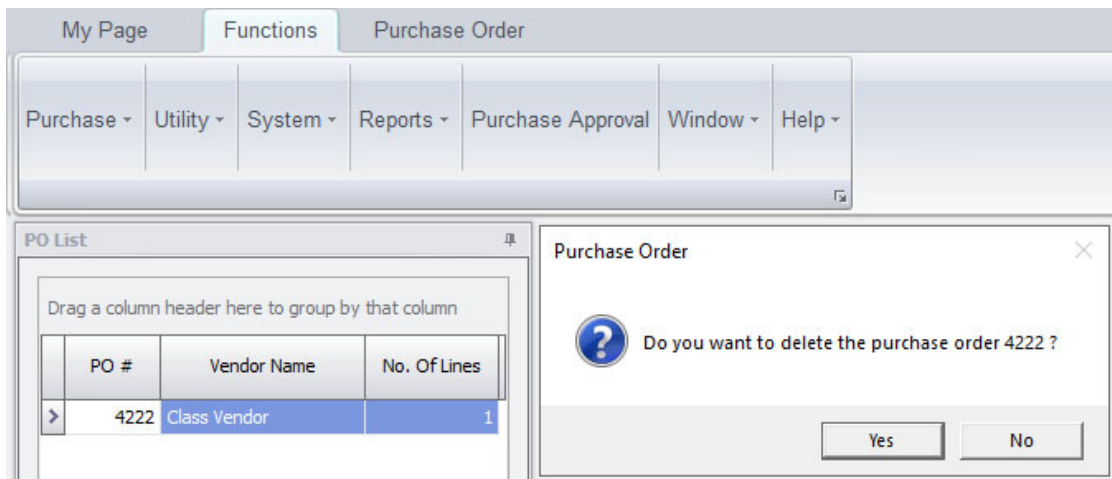 My Page Functions Purchase Order
Purchase Utility System Reports Purchase Approval Window Help
PO List
Drag a column header here to group by that column
PO # Vendor Name No. Of Lines
4222 Class Vendor 1
Purchase Order
Do you want to delete the purchase order 4222 ?
Yes No